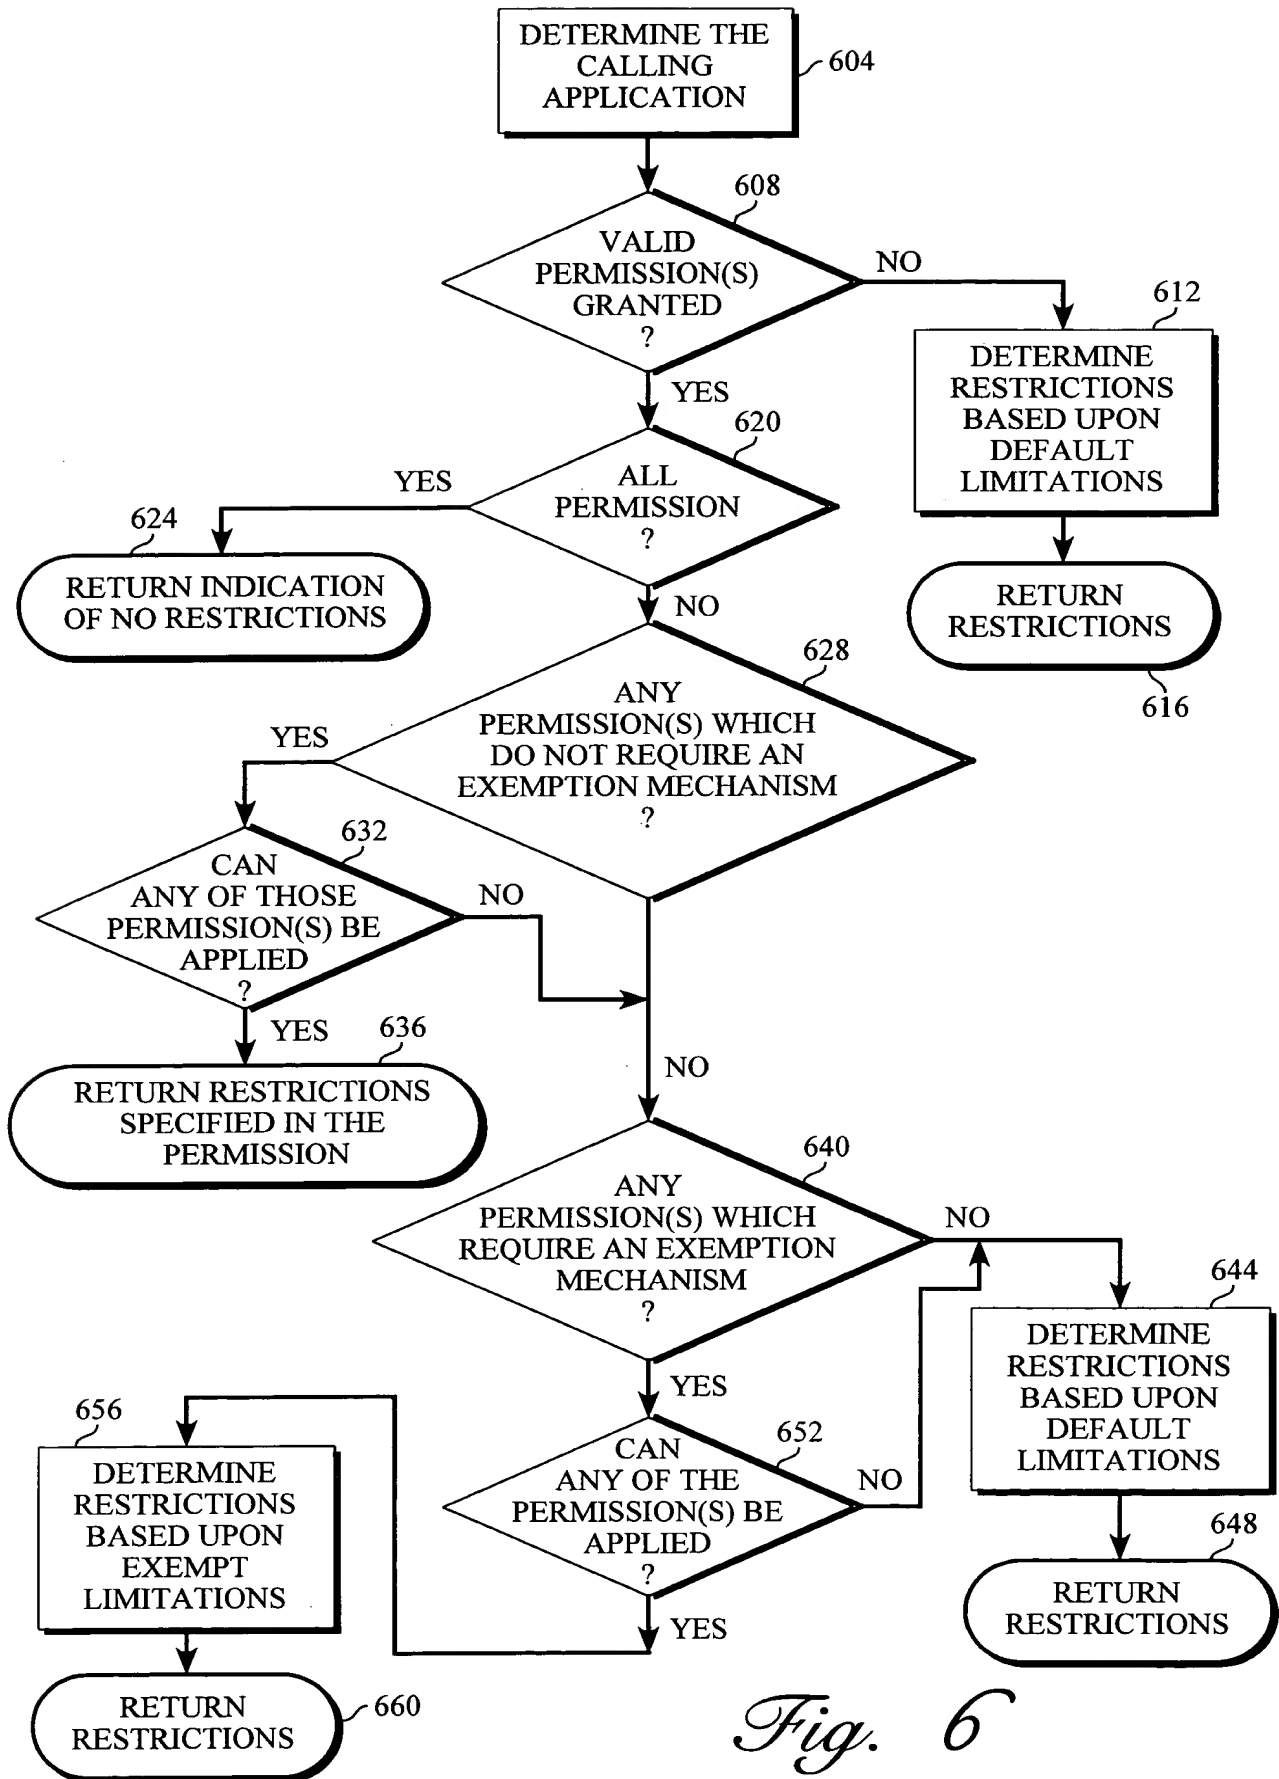 DETERMINE THE
CALLING
APPLICATION
604
608
VALID
PERMISSION(S)
GRANTED
?
NO
YES
612
DETERMINE
RESTRICTIONS
BASED UPON
DEFAULT
LIMITATIONS
RETURN
RESTRICTIONS
616
620
ALL
PERMISSION
?
YES
NO
624
RETURN INDICATION
OF NO RESTRICTIONS
628
ANY
PERMISSION(S) WHICH
DO NOT REQUIRE AN
EXEMPTION MECHANISM
?
YES
632
CAN
ANY OF THOSE
PERMISSION(S) BE
APPLIED
?
NO
YES
636
RETURN RESTRICTIONS
SPECIFIED IN THE
PERMISSION
NO
640
ANY
PERMISSION(S) WHICH
REQUIRE AN EXEMPTION
MECHANISM
?
NO
YES
644
DETERMINE
RESTRICTIONS
BASED UPON
DEFAULT
LIMITATIONS
648
RETURN
RESTRICTIONS
652
CAN
ANY OF THE
PERMISSION(S) BE
APPLIED
?
NO
YES
656
DETERMINE
RESTRICTIONS
BASED UPON
EXEMPT
LIMITATIONS
RETURN
RESTRICTIONS
660
Fig. 6